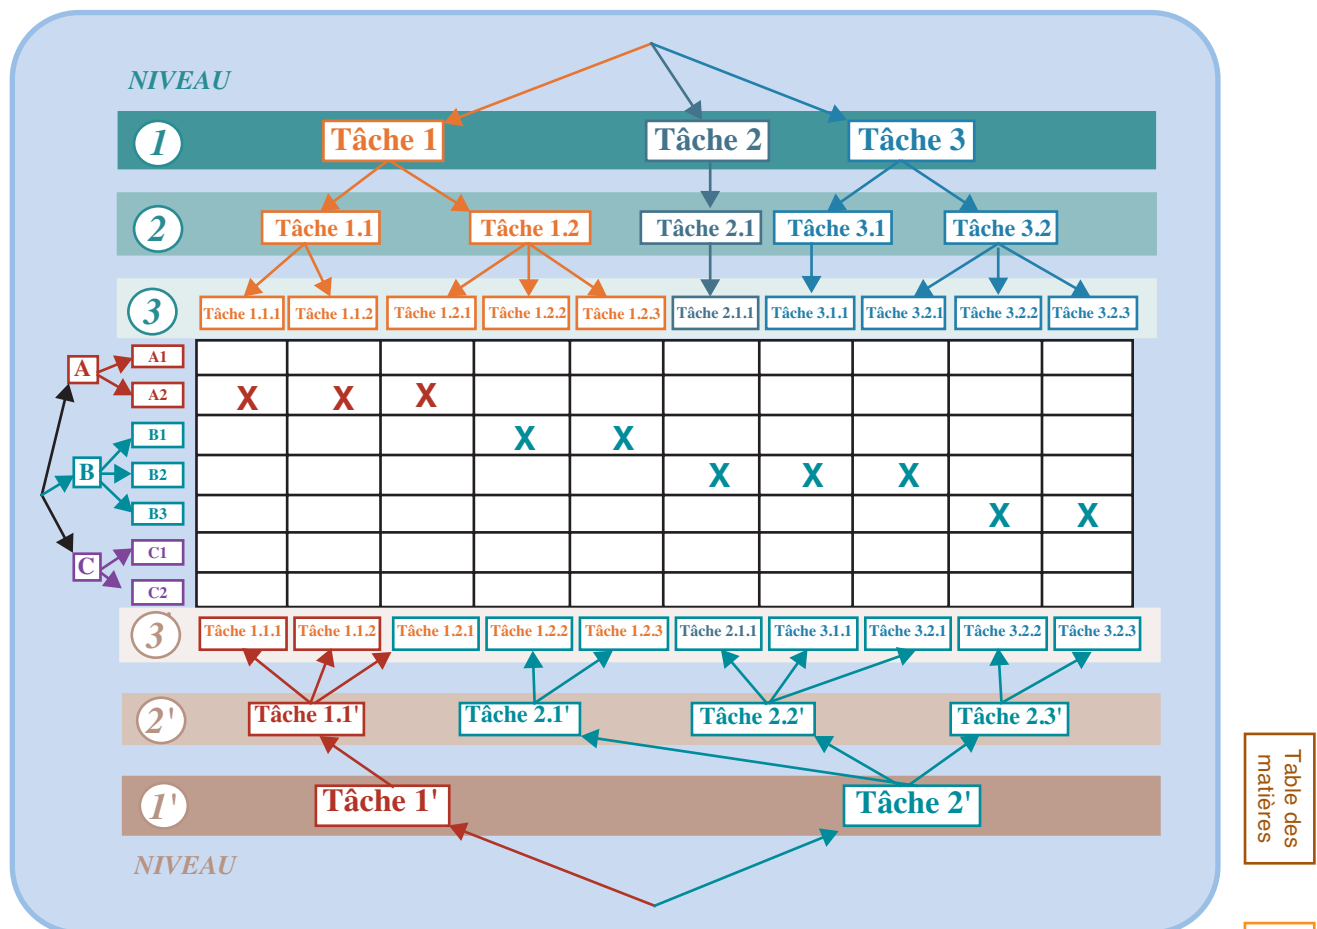 NIVEAU
1
Tâche 1
Tâche 2
Tâche 3
2
Tâche 1.1
Tâche 1.2
Tâche 2.1
Tâche 3.1
Tâche 3.2
3
Tâche 1.1.1
Tâche 1.1.2
Tâche 1.2.1
Tâche 1.2.2
Tâche 1.2.3
Tâche 2.1.1
Tâche 3.1.1
Tâche 3.2.1
Tâche 3.2.2
Tâche 3.2.3
A
A1
A2
X X X
B
B1
X X
B2
X X X
B3
X X
C
C1
C2
3'
Tâche 1.1.1
Tâche 1.1.2
Tâche 1.2.1
Tâche 1.2.2
Tâche 1.2.3
Tâche 2.1.1
Tâche 3.1.1
Tâche 3.2.1
Tâche 3.2.2
Tâche 3.2.3
2'
Tâche 1.1'
Tâche 2.1'
Tâche 2.2'
Tâche 2.3'
1'
Tâche 1'
Tâche 2'
NIVEAU
Table des
matières